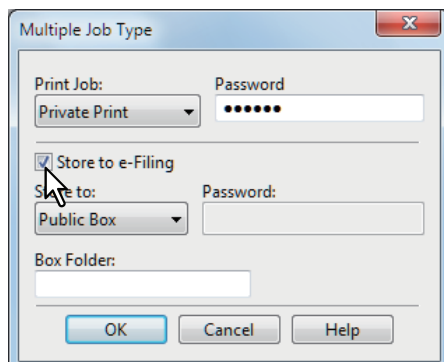 Multiple Job Type
Print Job: Password
Private Print ●●●●●●
Store to e-Filing
Store to: Password:
Public Box
Box Folder:
OK Cancel Help